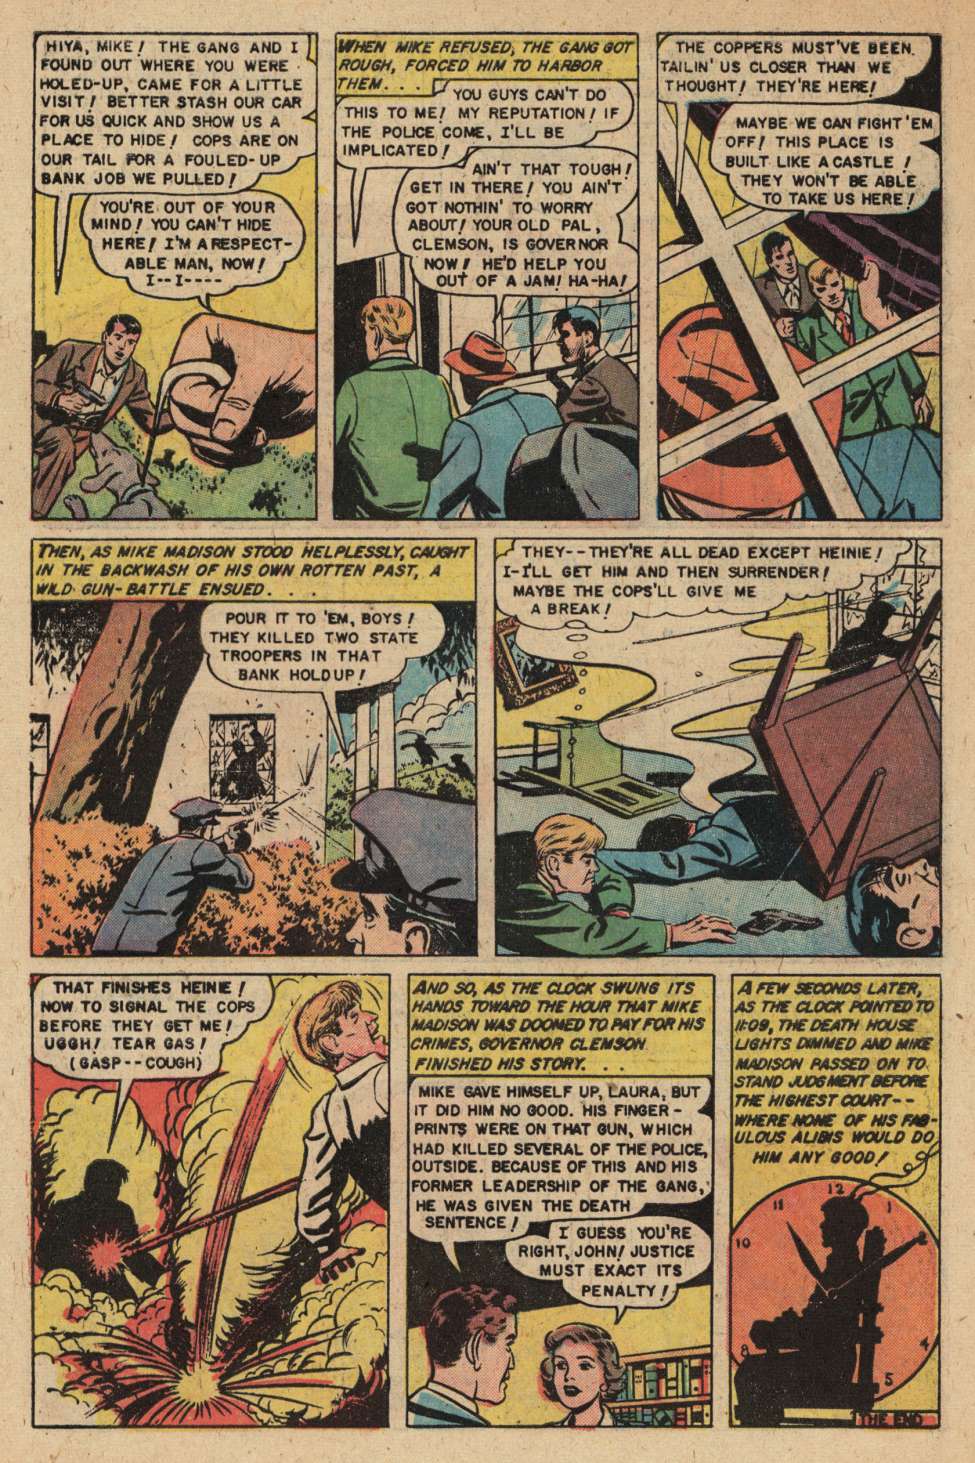 HIYA, MIKE! THE GANG AND I
FOUND OUT WHERE YOU WERE
HOLED-UP, CAME FOR A LITTLE
VISIT! BETTER STASH OUR CAR
FOR US QUICK AND SHOW US A
PLACE TO HIDE! COPS ARE ON
OUR TAIL FOR A FOULED-UP
BANK JOB WE PULLED!
YOU'RE OUT OF YOUR
MIND! YOU CAN'T HIDE
HERE! I'M A RESPECT-
ABLE MAN, NOW!
I--I----
WHEN MIKE REFUSED, THE GANG GOT
ROUGH, FORCED HIM TO HARBOR
THEM. . . .
YOU GUYS CAN'T DO
THIS TO ME! MY REPUTATION! IF
THE POLICE COME, I'LL BE
IMPLICATED!
AIN'T THAT TOUGH!
GET IN THERE! YOU AIN'T
GOT NOTHIN' TO WORRY
ABOUT! YOUR OLD PAL,
CLEMSON, IS GOVERNOR
NOW! HE'D HELP YOU
OUT OF A JAM! HA-HA!
THE COPPERS MUST'VE BEEN
TAILIN' US CLOSER THAN WE
THOUGHT! THEY'RE HERE!
MAYBE WE CAN FIGHT 'EM
OFF! THIS PLACE IS
BUILT LIKE A CASTLE!
THEY WON'T BE ABLE
TO TAKE US HERE!
THEN, AS MIKE MADISON STOOD HELPLESSLY, CAUGHT
IN THE BACKWASH OF HIS OWN ROTTEN PAST, A
WILD GUN-BATTLE ENSUED. . . .
POUR IT TO 'EM, BOYS!
THEY KILLED TWO STATE
TROOPERS IN THAT
BANK HOLDUP!
THEY--THEY'RE ALL DEAD EXCEPT HEINIE!
I-I'LL GET HIM AND THEN SURRENDER!
MAYBE THE COPS'LL GIVE ME
A BREAK!
THAT FINISHES HEINIE!
NOW TO SIGNAL THE COPS
BEFORE THEY GET ME!
UGGH! TEAR GAS!
(GASP--COUGH)
AND SO, AS THE CLOCK SWUNG ITS
HANDS TOWARD THE HOUR THAT MIKE
MADISON WAS DOOMED TO PAY FOR HIS
CRIMES, GOVERNOR CLEMSON
FINISHED HIS STORY. . . .
MIKE GAVE HIMSELF UP, LAURA, BUT
IT DID HIM NO GOOD. HIS FINGER-
PRINTS WERE ON THAT GUN, WHICH
HAD KILLED SEVERAL OF THE POLICE,
OUTSIDE. BECAUSE OF THIS AND HIS
FORMER LEADERSHIP OF THE GANG,
HE WAS GIVEN THE DEATH
SENTENCE!
I GUESS YOU'RE
RIGHT, JOHN! JUSTICE
MUST EXACT ITS
PENALTY!
A FEW SECONDS LATER,
AS THE CLOCK POINTED TO
11:09, THE DEATH HOUSE
LIGHTS DIMMED AND MIKE
MADISON PASSED ON TO
STAND JUDGMENT BEFORE
THE HIGHEST COURT--
WHERE NONE OF HIS FAB-
ULOUS ALIBIS WOULD DO
HIM ANY GOOD!
12
11
1
10
8
4
5
THE END